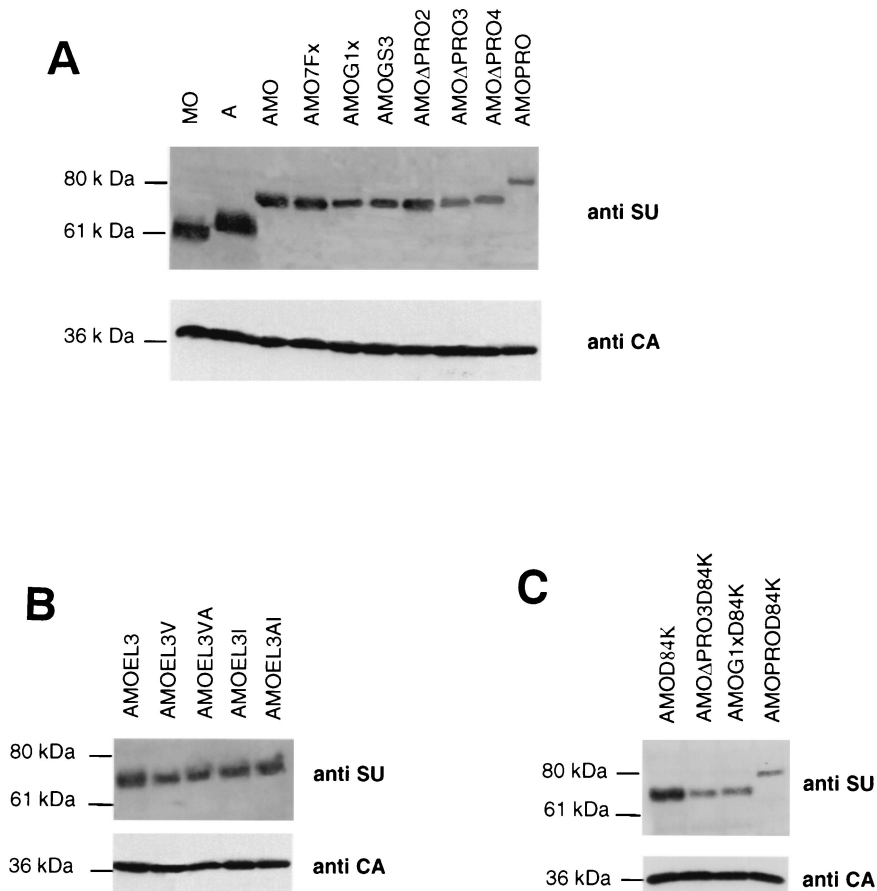 A
MO
A
AMO
AMO7Fx
AMOG1x
AMOGS3
AMOΔPRO2
AMOΔPRO3
AMOΔPRO4
AMOPRO
80 k Da
61 k Da
anti SU
36 k Da
anti CA
B
AMOEL3
AMOEL3V
AMOEL3VA
AMOEL3I
AMOEL3AI
80 kDa
61 kDa
anti SU
36 kDa
anti CA
C
AMOD84K
AMOΔPRO3D84K
AMOG1xD84K
AMOPROD84K
80 kDa
61 kDa
anti SU
36 kDa
anti CA